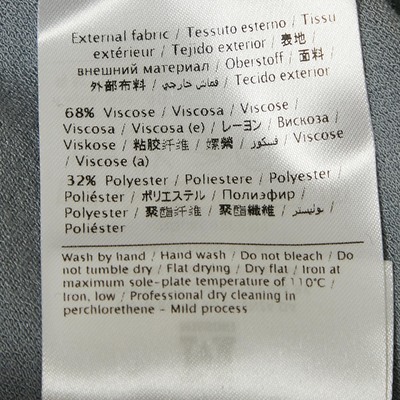 External fabric / Tessuto esterno / Tissu
extérieur / Tejido exterior / 表地 /
внешний материал / Oberstoff / 面料 /
外部布料 / قماش خارجي / Tecido exterior
68% Viscose / Viscosa / Viscose /
Viscosa / Viscosa (e) / レーヨン / Вискоза /
Viskose / 粘胶纤维 / 嫘縈 / فسكوز / Viscose
/ Viscose (a)
32% Polyester / Poliestere / Polyester /
Poliéster / ポリエステル / Полиэфир /
Polyester / 聚酯纤维 / 聚酯纖維 / بوليستر /
Poliéster
Wash by hand / Hand wash / Do not bleach / Do
not tumble dry / Flat drying / Dry flat / Iron at
maximum sole-plate temperature of 110°C /
Iron, low / Professional dry cleaning in
perchlorethene - Mild process